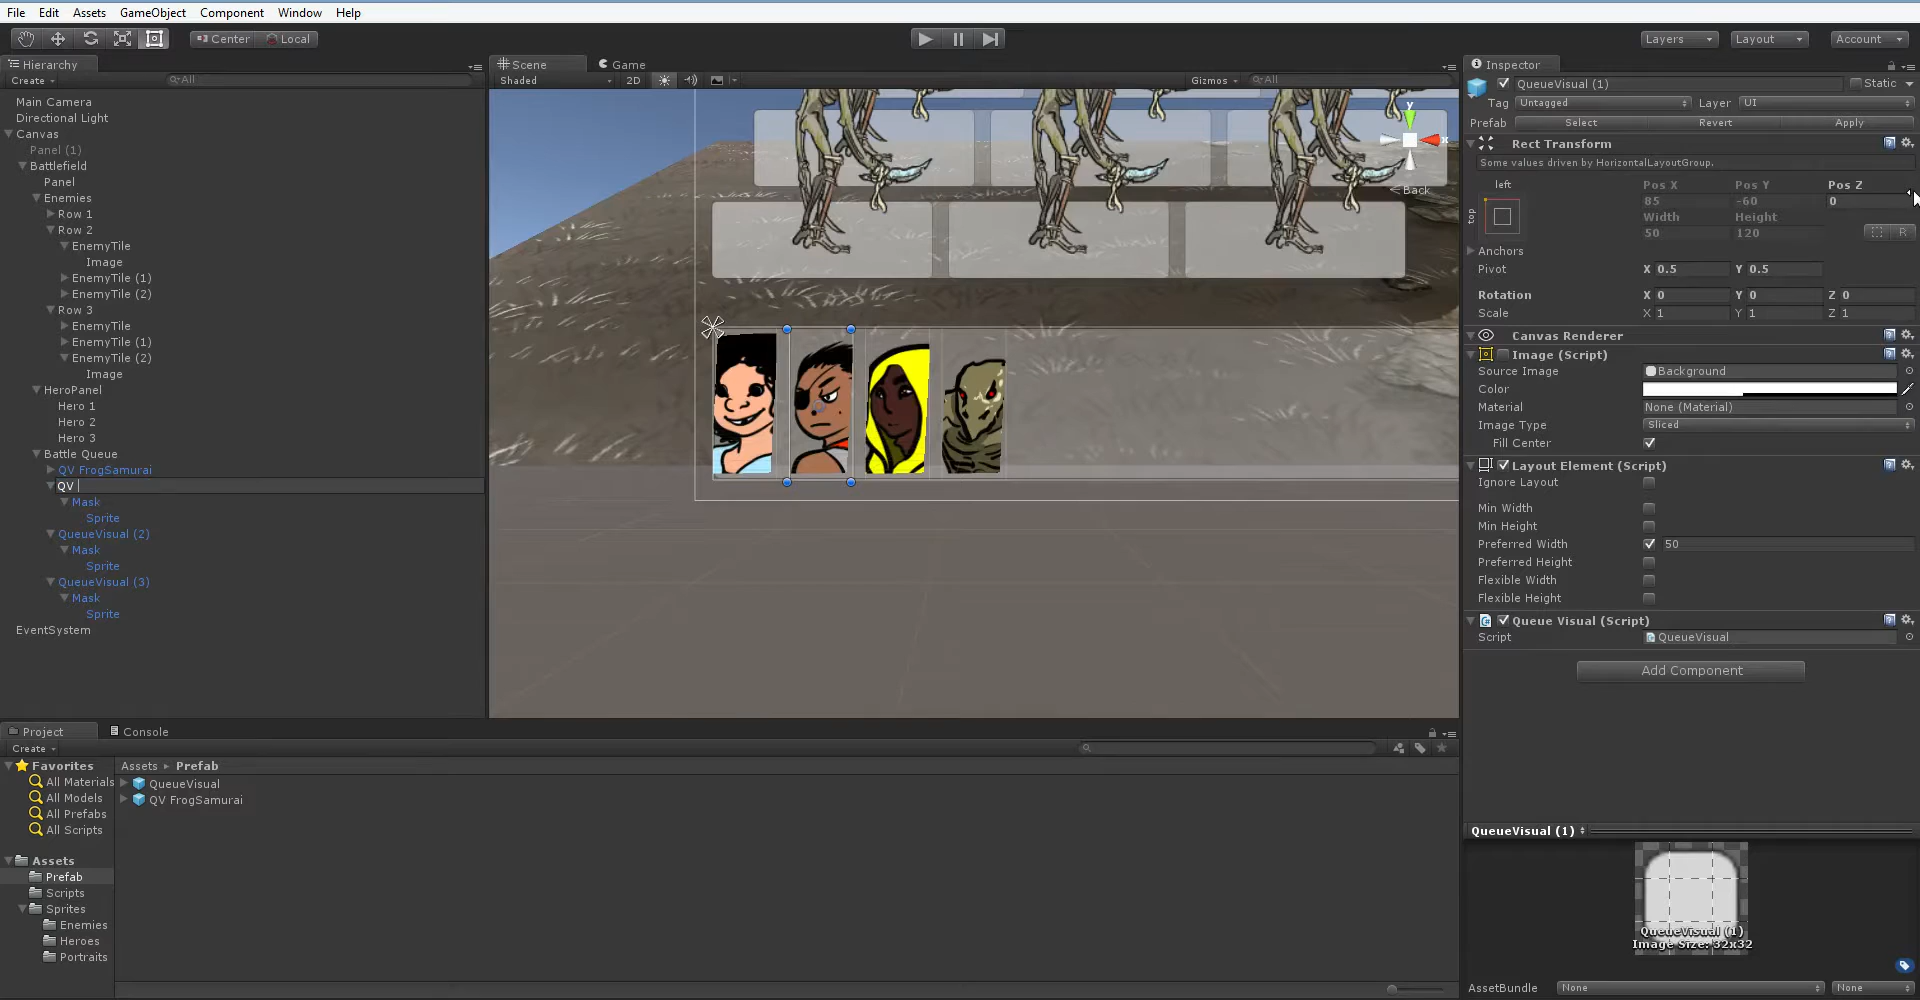 File Edit Assets GameObject Component Window Help
Center Local
Layers Layout Account
Hierarchy
Create All
Main Camera
Directional Light
Canvas
Panel (1)
Battlefield
Panel
Enemies
Row 1
Row 2
EnemyTile
Image
EnemyTile (1)
EnemyTile (2)
Row 3
EnemyTile
EnemyTile (1)
EnemyTile (2)
Image
HeroPanel
Hero 1
Hero 2
Hero 3
Battle Queue
QV FrogSamurai
QV
Mask
Sprite
QueueVisual (2)
Mask
Sprite
QueueVisual (3)
Mask
Sprite
EventSystem
Scene Game
Shaded 2D Gizmos All
y
x
Back
Inspector
QueueVisual (1) Static
Tag Untagged Layer UI
Prefab Select Revert Apply
Rect Transform
Some values driven by HorizontalLayoutGroup.
left Pos X Pos Y Pos Z
top 85 -60 0
Width Height
50 120 R
Anchors
Pivot X 0.5 Y 0.5
Rotation X 0 Y 0 Z 0
Scale X 1 Y 1 Z 1
Canvas Renderer
Image (Script)
Source Image Background
Color
Material None (Material)
Image Type Sliced
Fill Center
Layout Element (Script)
Ignore Layout
Min Width
Min Height
Preferred Width 50
Preferred Height
Flexible Width
Flexible Height
Queue Visual (Script)
Script QueueVisual
Add Component
Project Console
Create
Favorites
All Materials
All Models
All Prefabs
All Scripts
Assets
Prefab
Scripts
Sprites
Enemies
Heroes
Portraits
Assets Prefab
QueueVisual
QV FrogSamurai
QueueVisual (1)
QueueVisual (1)
Image Size: 32x32
AssetBundle None None